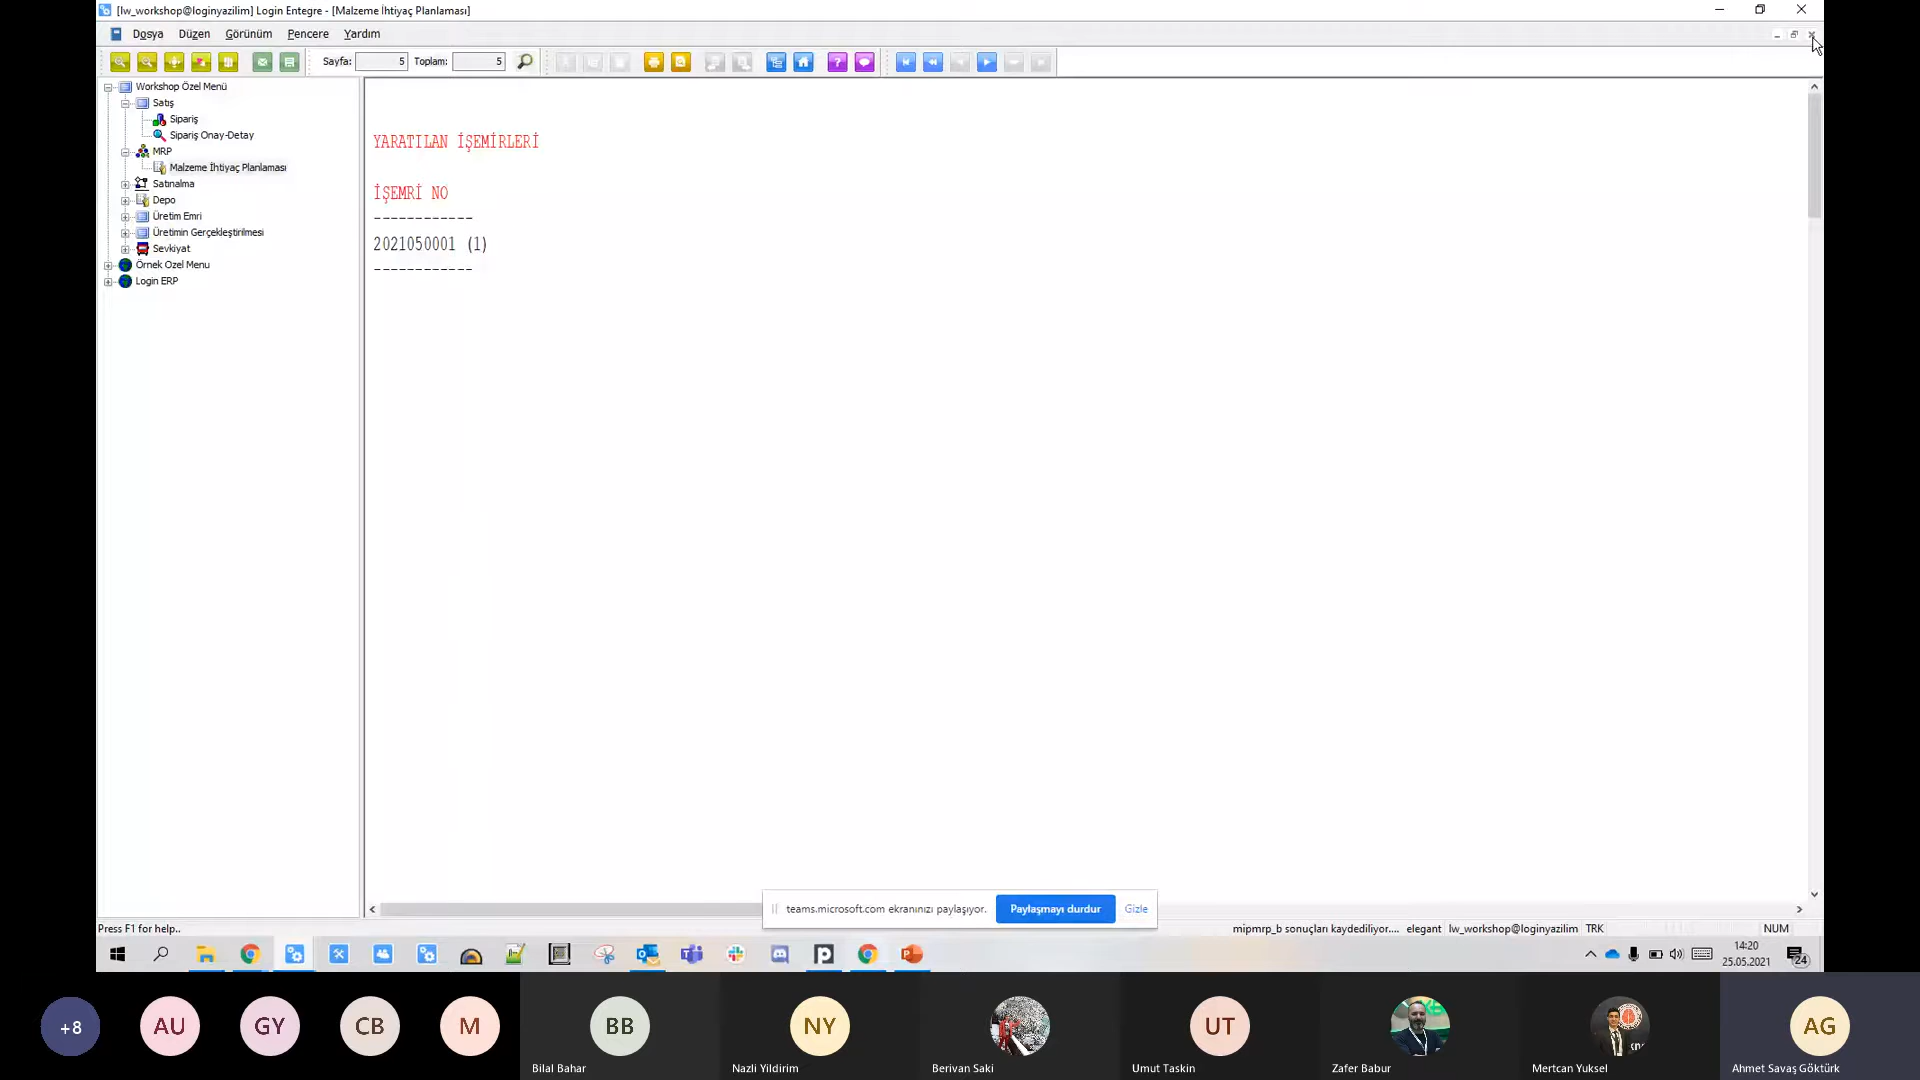 [lw_workshop@loginyazilim] Login Entegre - [Malzeme İhtiyaç Planlaması]
Dosya Düzen Görünüm Pencere Yardım
Sayfa: 5 Toplam: 5
Workshop Özel Menü
Satış
Sipariş
Sipariş Onay-Detay
MRP
Malzeme İhtiyaç Planlaması
Satınalma
Depo
Üretim Emri
Üretimin Gerçekleştirilmesi
Sevkiyat
Örnek Özel Menu
Login ERP
YARATILAN İŞEMİRLERİ
İŞEMRİ NO
------------
2021050001 (1)
------------
teams.microsoft.com ekranınızı paylaşıyor. Paylaşmayı durdur Gizle
Press F1 for help.. mipmrp_b sonuçları kaydediliyor.... elegant lw_workshop@loginyazilim TRK NUM
14:20
25.05.2021
24
+8 AU GY CB M BB NY UT AG
Bilal Bahar Nazli Yildirim Berivan Saki Umut Taskin Zafer Babur Mertcan Yuksel Ahmet Savaş Göktürk